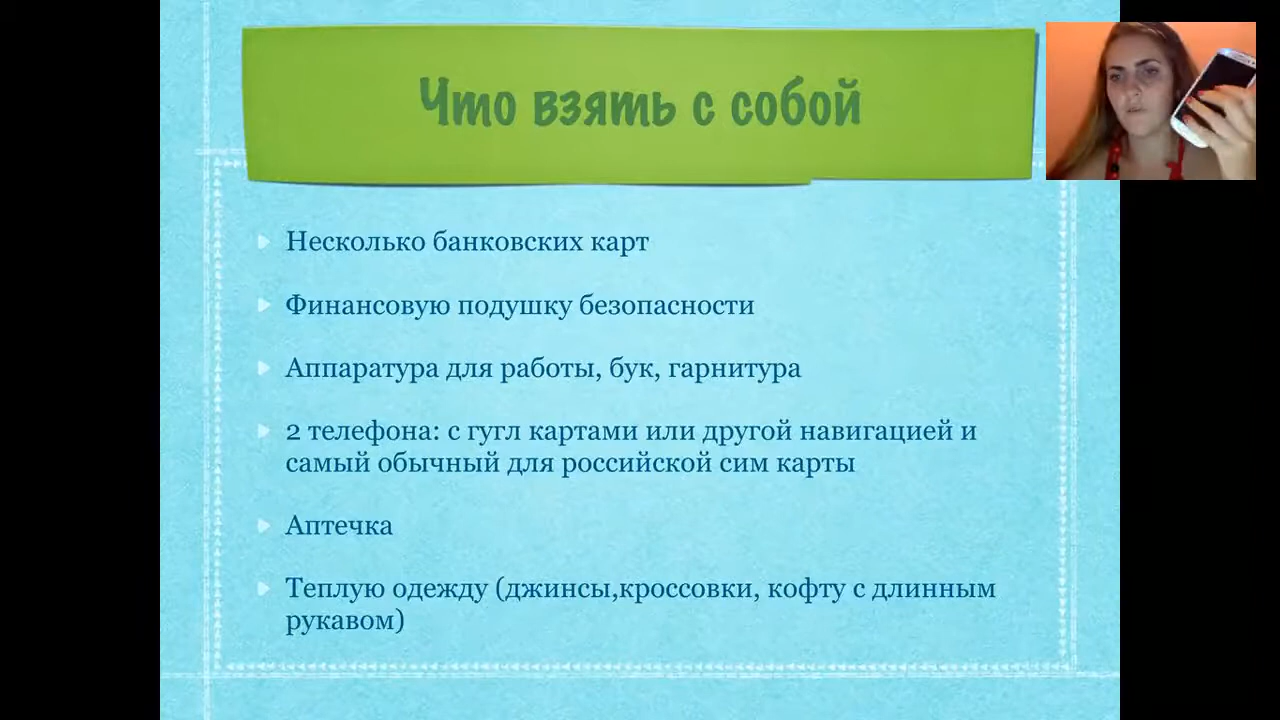 Что взять с собой
Несколько банковских карт
Финансовую подушку безопасности
Аппаратура для работы, бук, гарнитура
2 телефона: с гугл картами или другой навигацией и
самый обычный для российской сим карты
Аптечка
Теплую одежду (джинсы,кроссовки, кофту с длинным
рукавом)